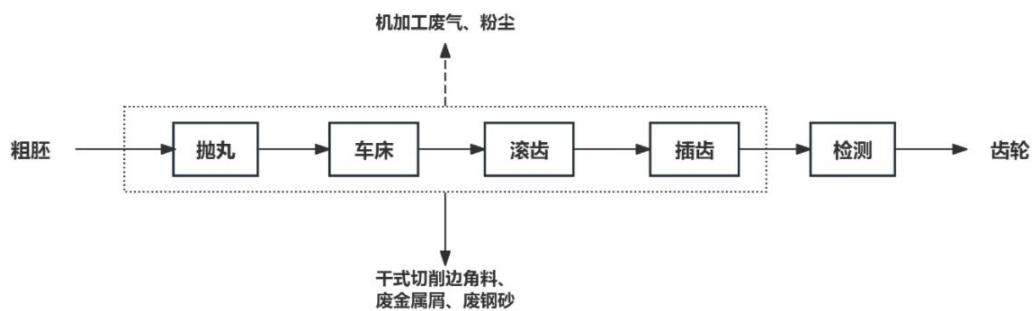 机加工废气、粉尘
粗胚
抛丸
车床
滚齿
插齿
检测
齿轮
干式切削边角料、
废金属屑、废钢砂